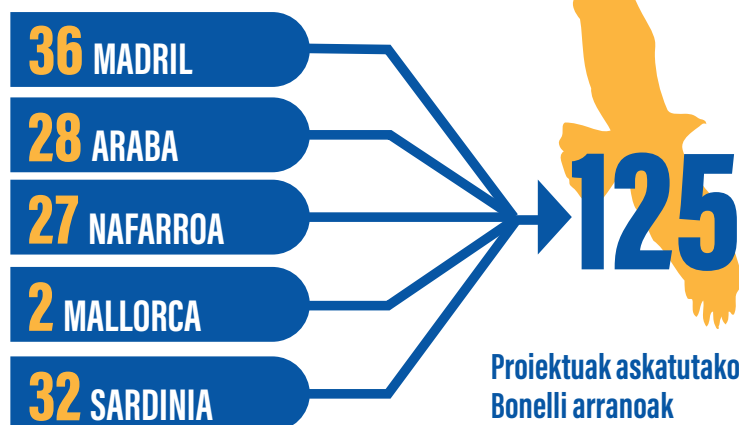 36 MADRIL
28 ARABA
27 NAFARROA
2 MALLORCA
32 SARDINIA
125
Proiektuak askatutako
Bonelli arranoak